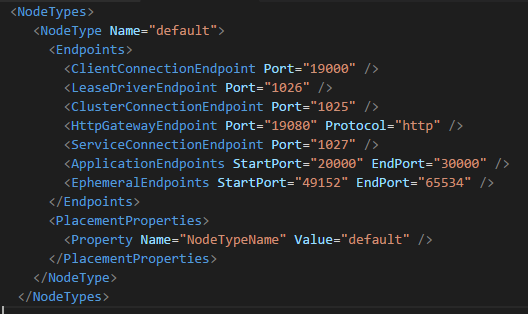 <NodeTypes>
<NodeType Name="default">
<Endpoints>
<ClientConnectionEndpoint Port="19000" />
<LeaseDriverEndpoint Port="1026" />
<ClusterConnectionEndpoint Port="1025" />
<HttpGatewayEndpoint Port="19080" Protocol="http" />
<ServiceConnectionEndpoint Port="1027" />
<ApplicationEndpoints StartPort="20000" EndPort="30000" />
<EphemeralEndpoints StartPort="49152" EndPort="65534" />
</Endpoints>
<PlacementProperties>
<Property Name="NodeTypeName" Value="default" />
</PlacementProperties>
</NodeType>
</NodeTypes>